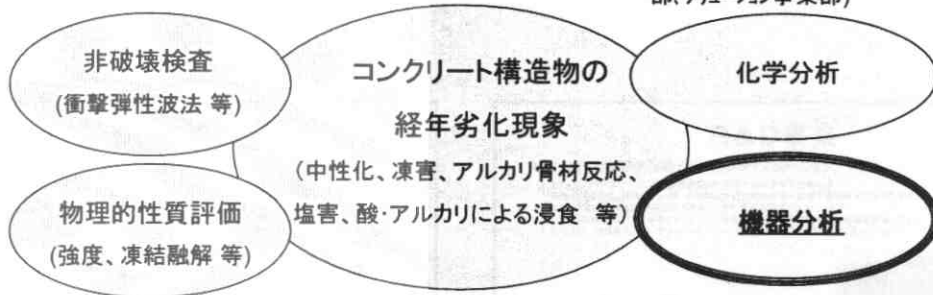 非破壊検査
(衝撃弾性波法 等)
コンクリート構造物の
経年劣化現象
(中性化、凍害、アルカリ骨材反応、
塩害、酸・アルカリによる浸食 等)
化学分析
物理的性質評価
(強度、凍結融解 等)
機器分析